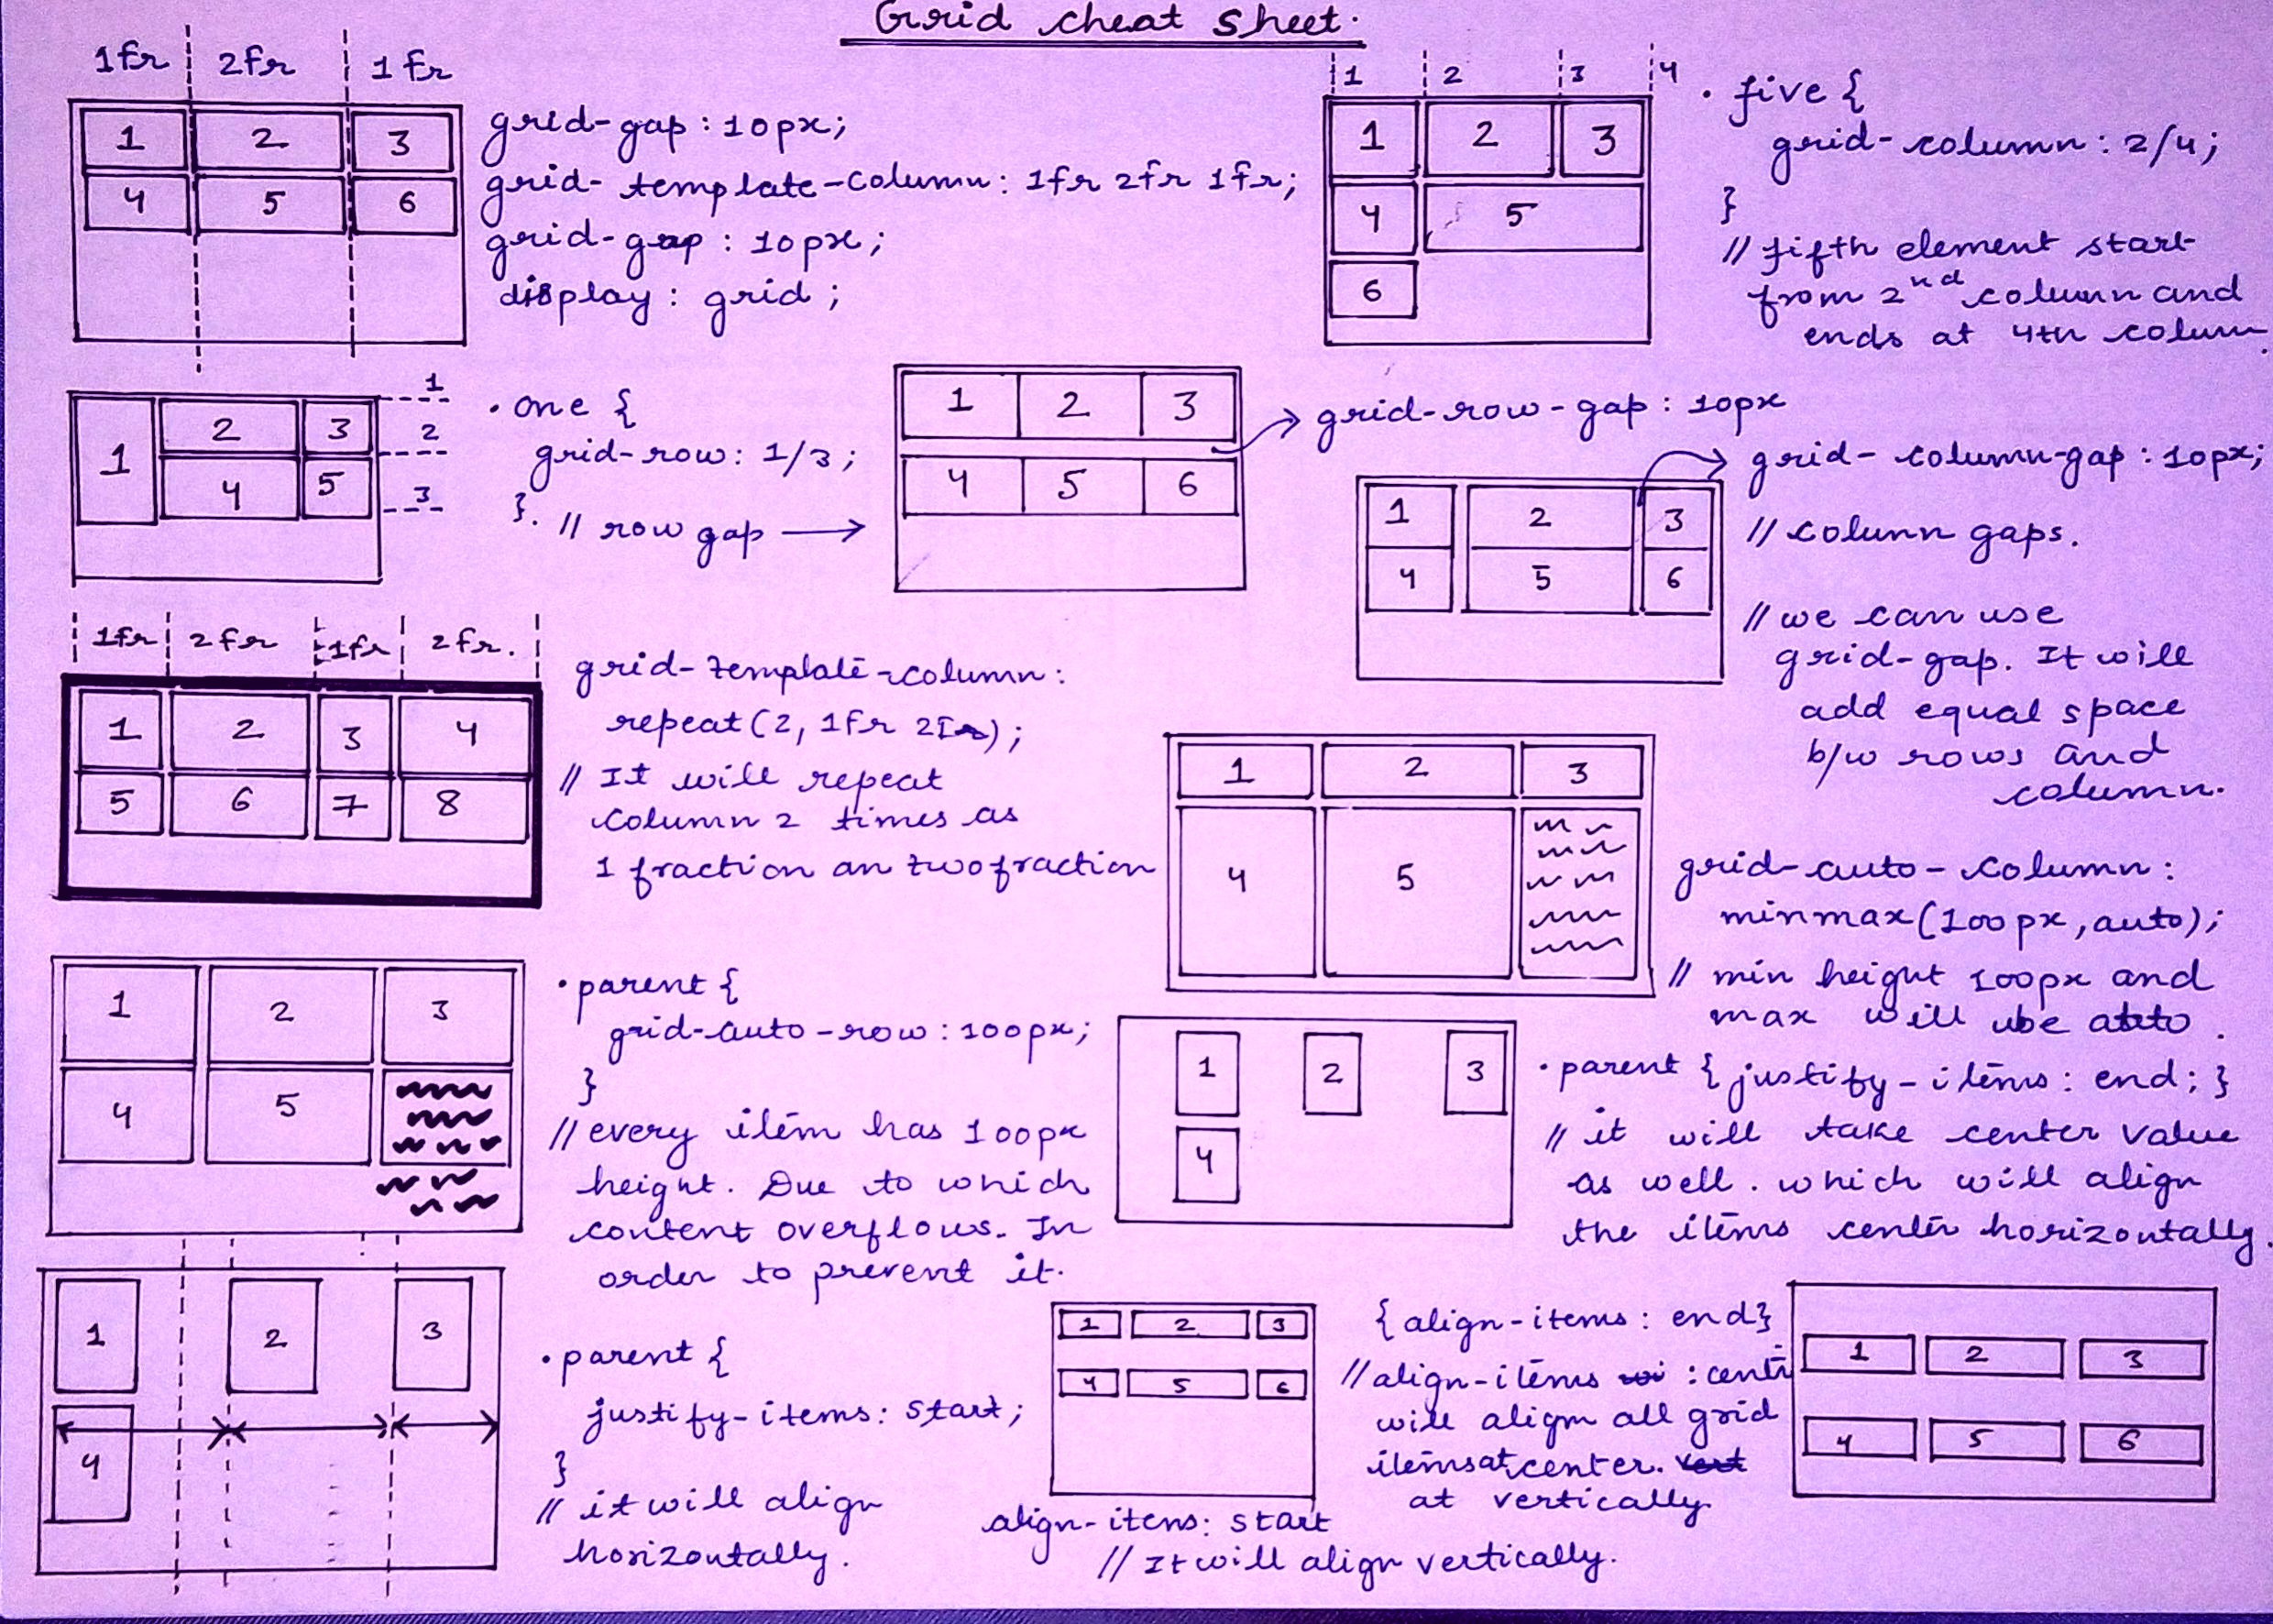 Grid cheat sheet.
1fr 2fr 1fr
1 2 3
4 5 6
grid-gap: 10px;
grid-template-column: 1fr 2fr 1fr;
grid-gap: 10px;
display: grid;
1 2 3 4
1 2 3
4 5
6
.five {
grid-column: 2/4;
}
// fifth element start
from 2nd column and
ends at 4th column.
1 2 3
4 5
1
2
3
.one {
grid-row: 1/3;
}.
// row gap →
1 2 3
4 5 6
grid-row-gap: 10px
1 2 3
4 5 6
grid-column-gap: 10px;
// column gaps.
// we can use
grid-gap. It will
add equal space
b/w rows and
column.
1fr 2fr 1fr 2fr.
1 2 3 4
5 6 7 8
grid-template-column:
repeat(2, 1fr 2fr);
// It will repeat
column 2 times as
1 fraction an two fraction
1 2 3
4 5
grid-auto-column:
minmax(100px, auto);
// min height 100px and
max will be auto.
1 2 3
4 5
.parent {
grid-auto-row: 100px;
}
// every item has 100px
height. Due to which
content overflows. In
order to prevent it.
1 2 3
4
.parent { justify-items: end; }
// it will take center value
as well. which will align
the items center horizontally.
1 2 3
4
.parent {
justify-items: start;
}
// it will align
horizontally.
1 2 3
4 5 6
align-items: start
// It will align vertically.
{align-items: end}
// align-items : center
will align all grid
items at center.
at vertically
1 2 3
4 5 6